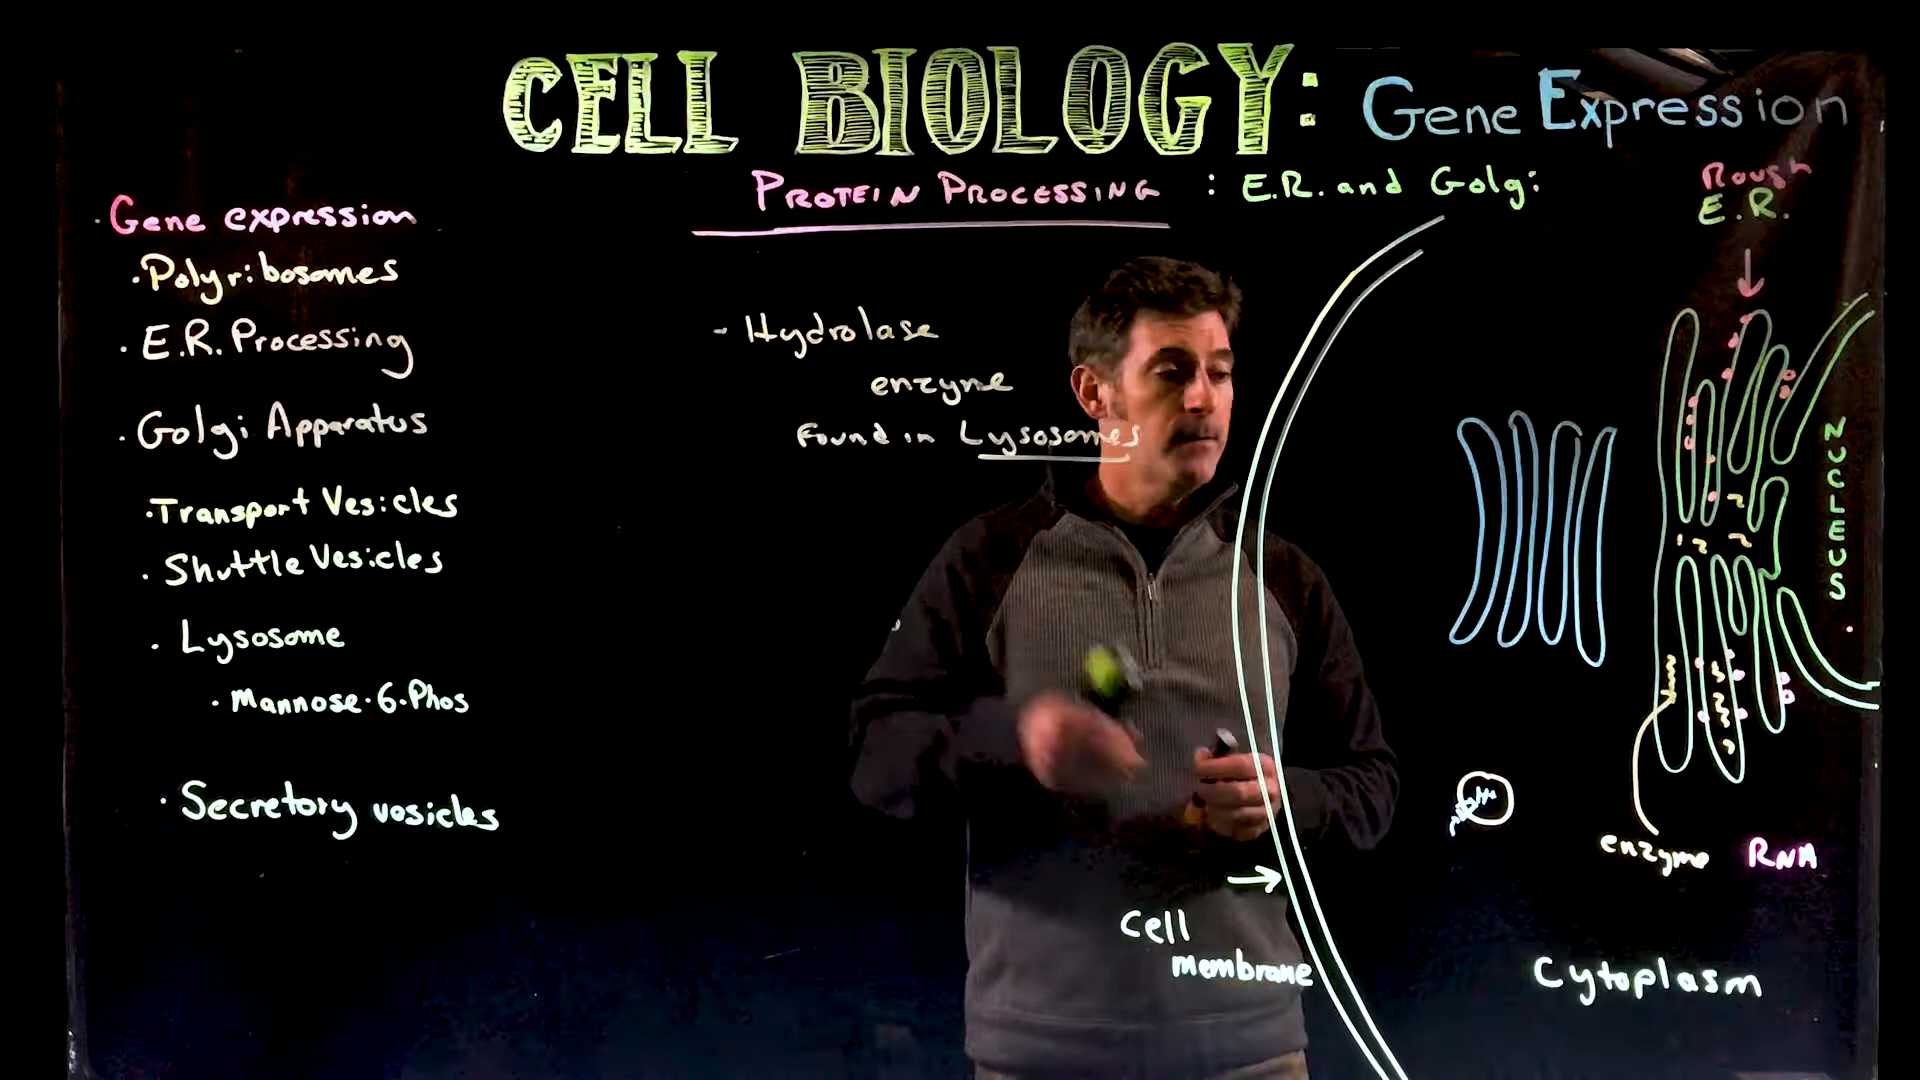 CELL BIOLOGY: Gene Expression
PROTEIN PROCESSING : E.R. and Golgi
· Gene expression
· Polyribosomes
· E.R. Processing
· Golgi Apparatus
· Transport Vesicles
· Shuttle Vesicles
· Lysosome
· Mannose·6·Phos
· Secretory vosicles
- Hydrolase
enzyme
Found in Lysosomes
Rough
E.R.
NUCLEUS
enzyme RNA
Cell
membrane
Cytoplasm